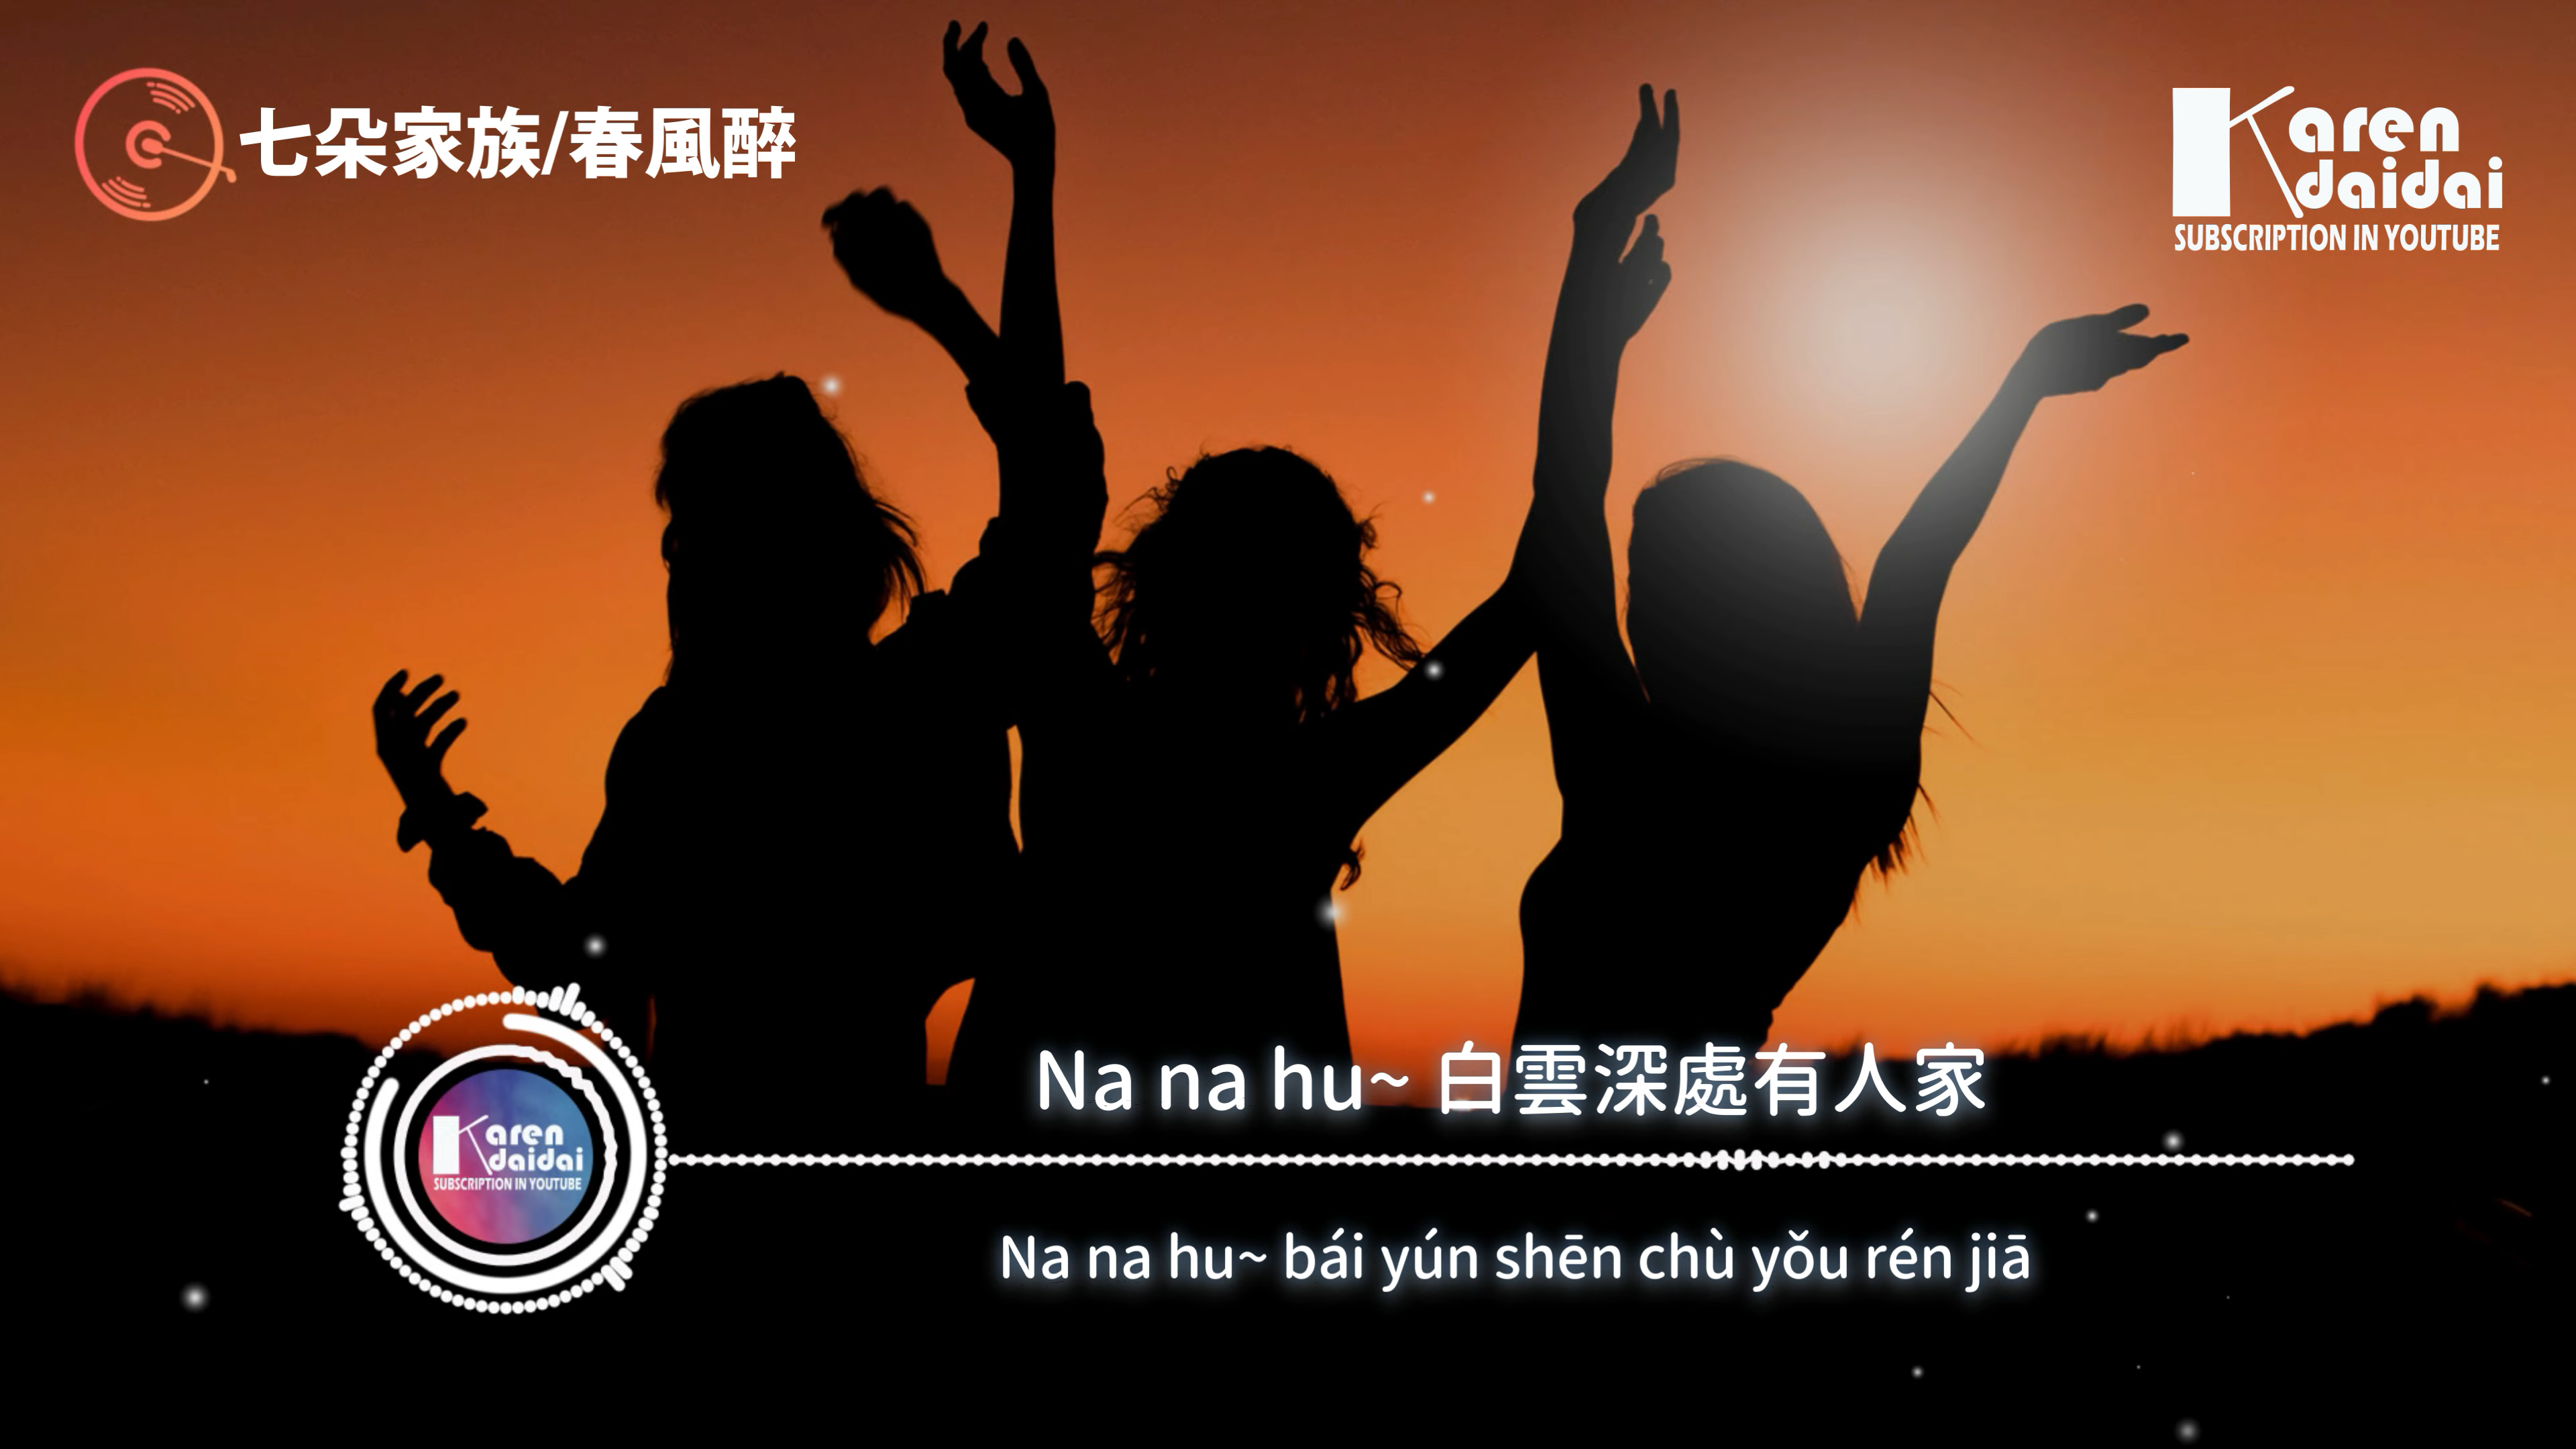 七朵家族/春風醉
Karen
daidai
SUBSCRIPTION IN YOUTUBE
Na na hu~ 白雲深處有人家
Karen
daidai
SUBSCRIPTION IN YOUTUBE
Na na hu~ bái yún shēn chù yǒu rén jiā